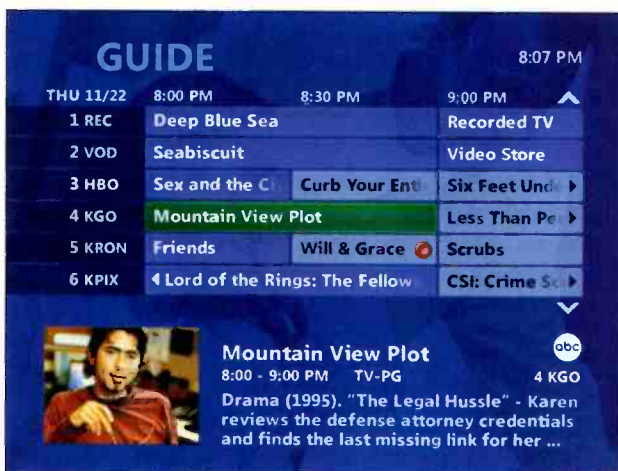 GUIDE
8:07 PM
THU 11/22 8:00 PM 8:30 PM 9:00 PM
1 REC Deep Blue Sea Recorded TV
2 VOD Seabiscuit Video Store
3 HBO Sex and the C Curb Your Ent Six Feet Unde
4 KGO Mountain View Plot Less Than Pe
5 KRON Friends Will & Grace Scrubs
6 KPIX Lord of the Rings: The Fellow CSI: Crime Sc
Mountain View Plot abc
8:00 - 9:00 PM TV-PG 4 KGO
Drama (1995). "The Legal Hussle" - Karen
reviews the defense attorney credentials
and finds the last missing link for her ...